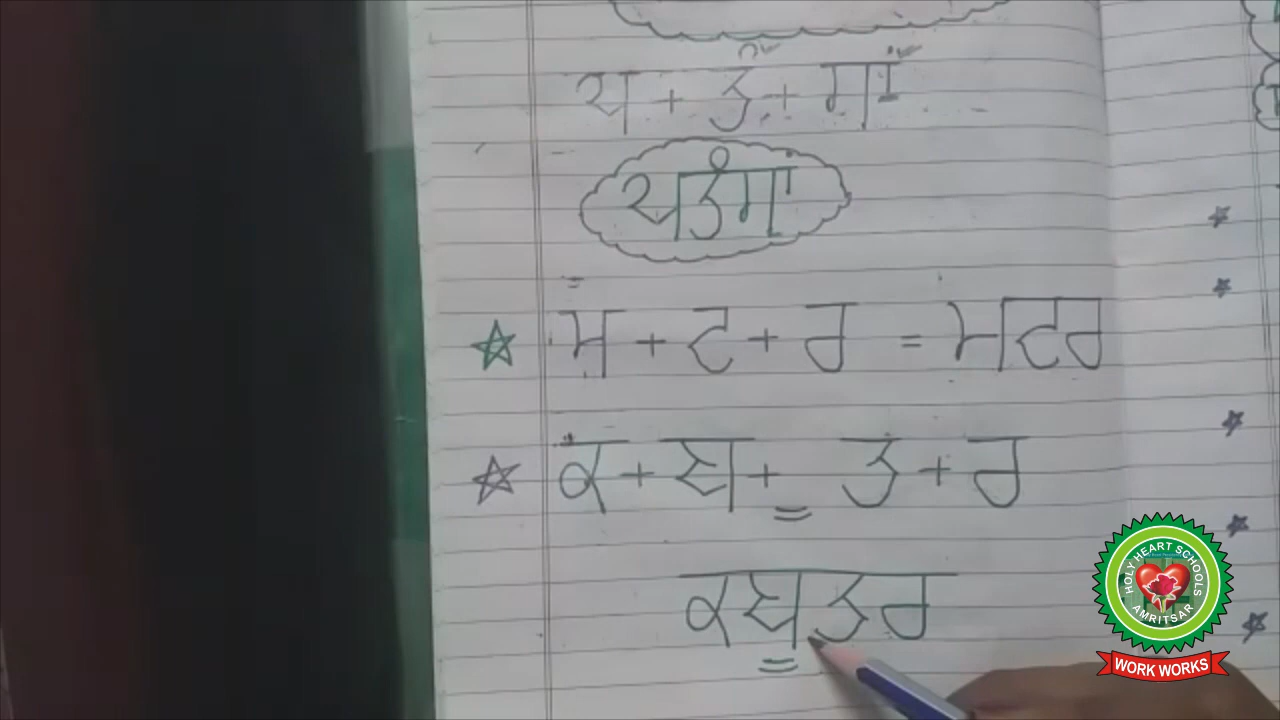 ਪ + ਤੰ + ਗਾ
ਪਤੰਗਾ
ਮ + ਟ + ਰ = ਮਟਰ
ਕ + ਬੂ + ਤ + ਰ
ਕਬੂਤਰ
HOLY HEART SCHOOLS
AMRITSAR
WORK WORKS